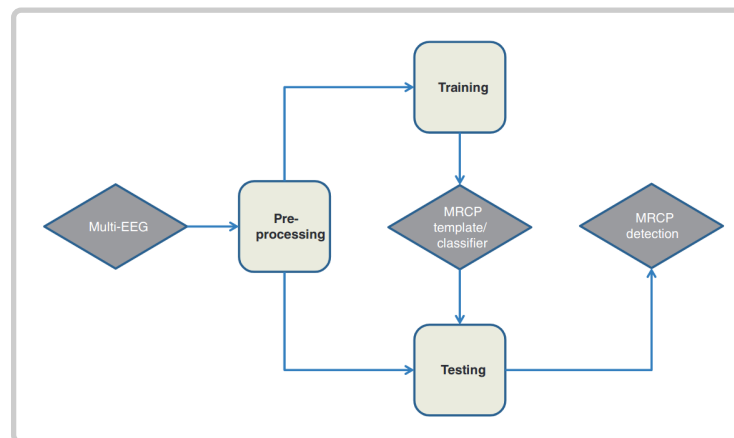 Training
Multi-EEG
Pre-
processing
MRCP
template/
classifier
MRCP
detection
Testing